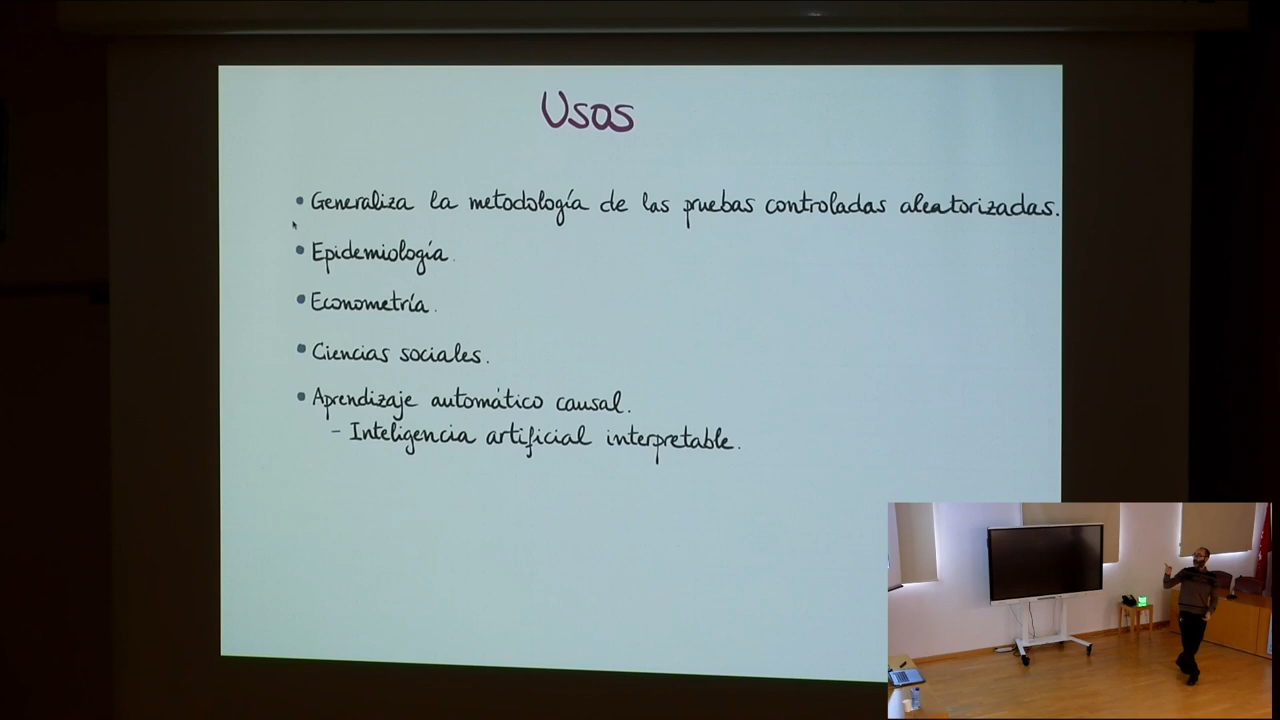 Usos
• Generaliza la metodología de las pruebas controladas aleatorizadas.
• Epidemiología.
• Econometría.
• Ciencias sociales.
• Aprendizaje automático causal.
– Inteligencia artificial interpretable.